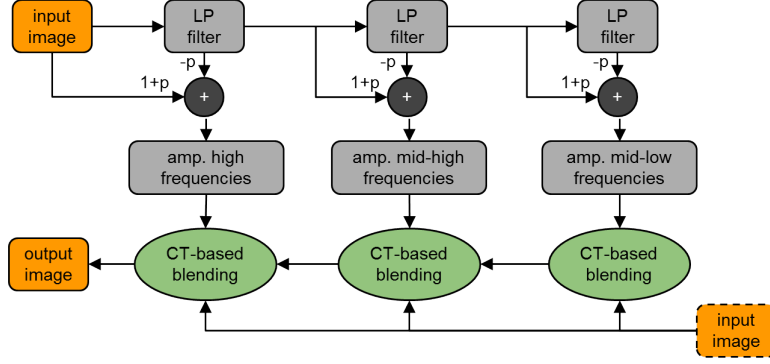 input
image
LP
filter
LP
filter
LP
filter
-p
-p
-p
1+p
1+p
1+p
+
+
+
amp. high
frequencies
amp. mid-high
frequencies
amp. mid-low
frequencies
output
image
CT-based
blending
CT-based
blending
CT-based
blending
input
image